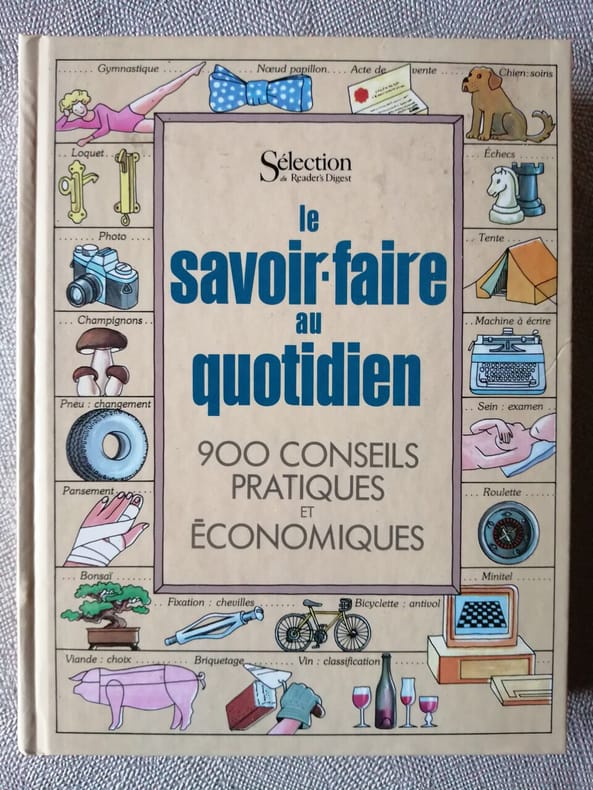 Gymnastique
Nœud papillon
Acte de vente
Chien: soins
Loquet
Échecs
Photo
Tente
Champignons
Machine à écrire
Pneu : changement
Sein : examen
Pansement
Roulette
Bonsaï
Fixation : chevilles
Bicyclette : antivol
Minitel
Viande : choix
Briquetage
Vin : classification
Sélection
du Reader's Digest
le
savoir-faire
au
quotidien
900 CONSEILS
PRATIQUES
ET
ÉCONOMIQUES